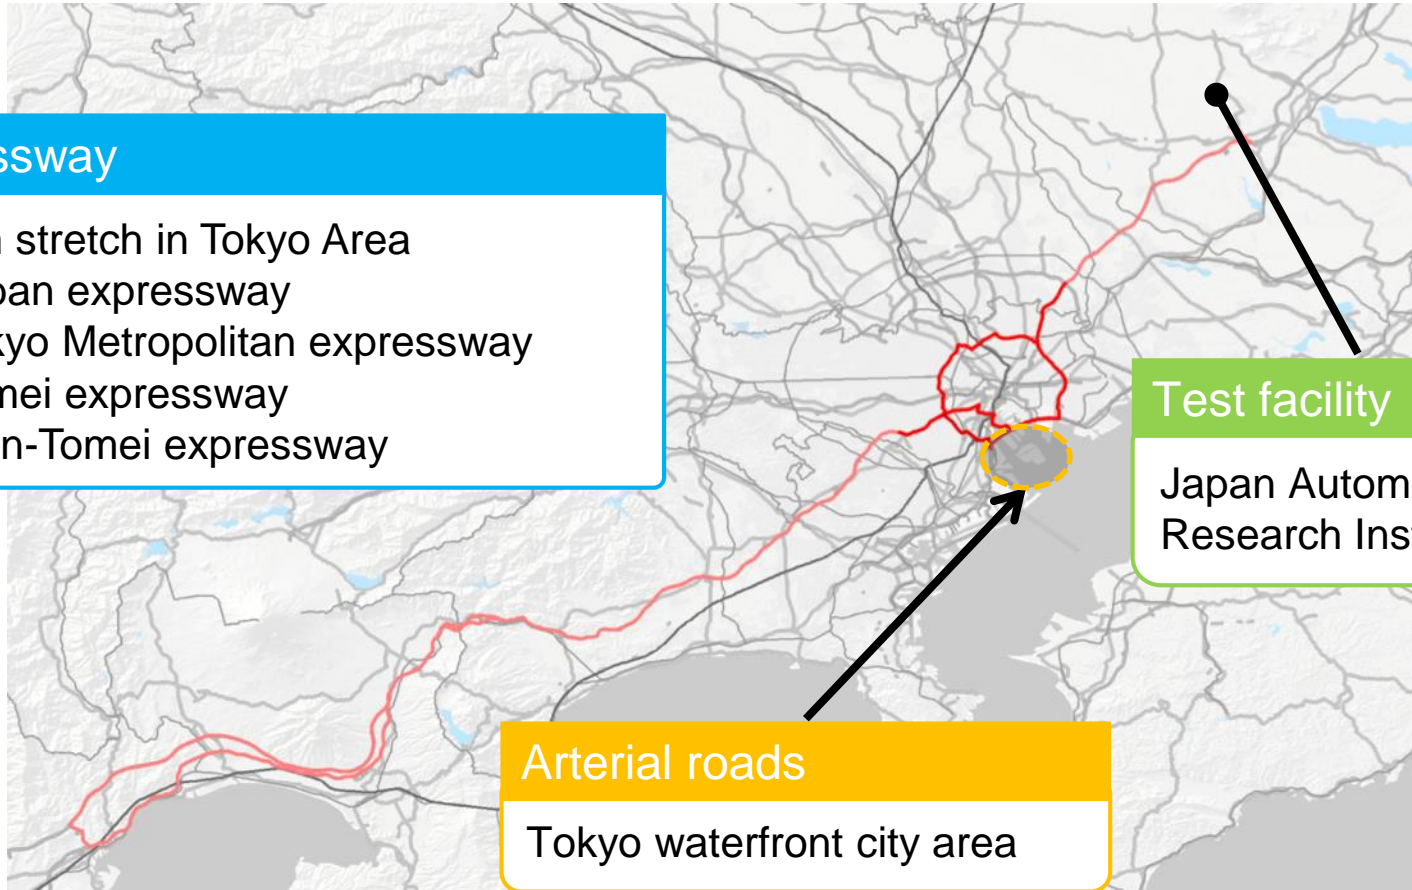 ssway
stretch in Tokyo Area
ban expressway
kyo Metropolitan expressway
mei expressway
n-Tomei expressway
Test facility
Japan Autom
Research Ins
Arterial roads
Tokyo waterfront city area